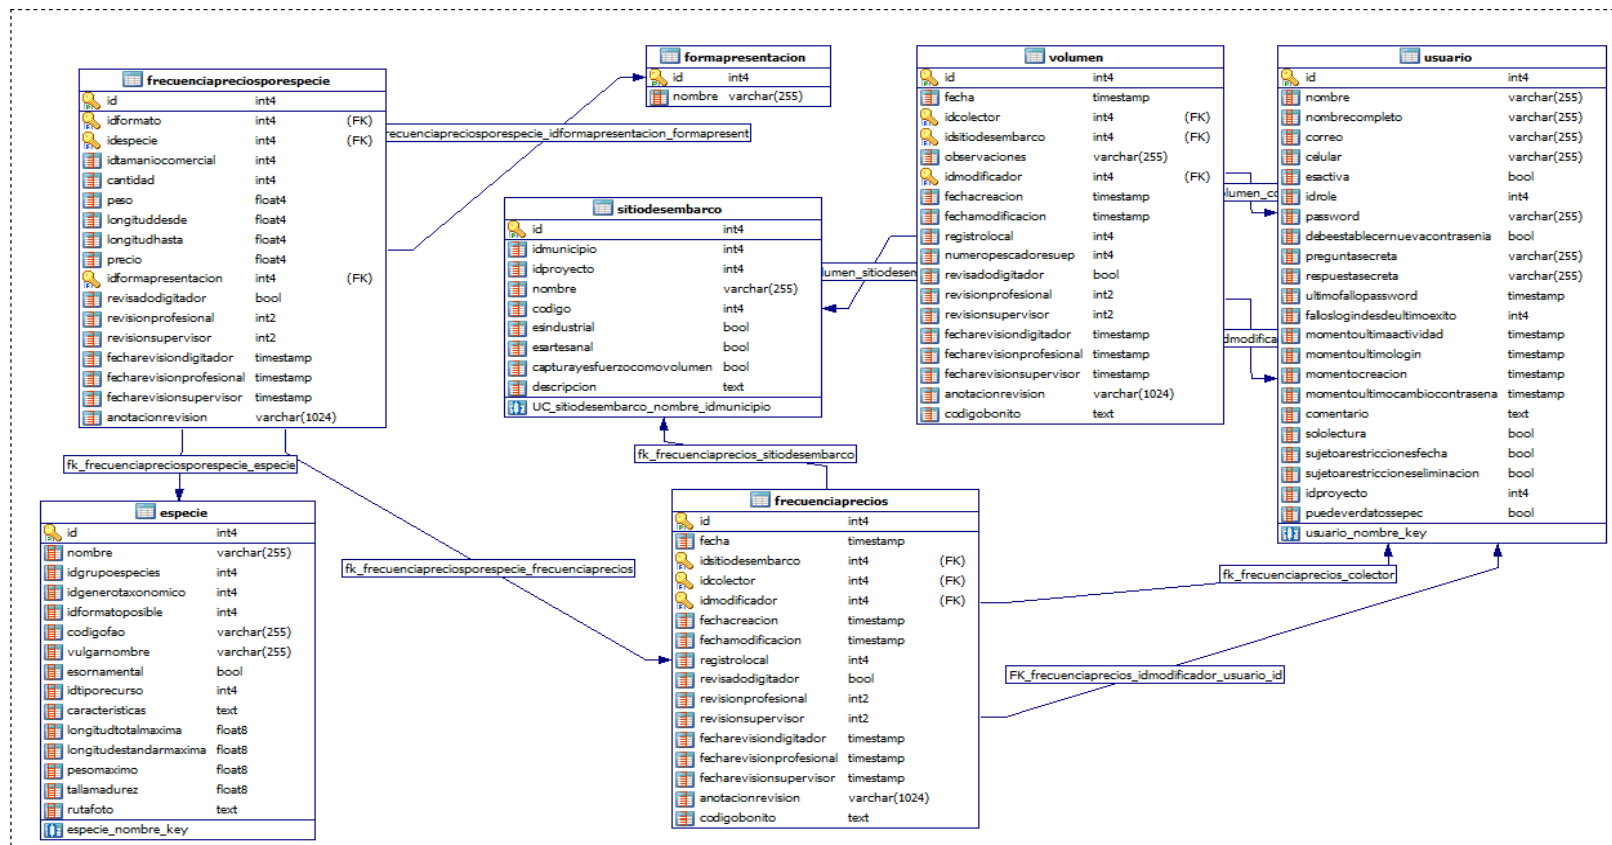 frecuenciapreciosporespecie
id int4
idformato int4 (FK)
idespecie int4 (FK)
idtamaniocomercial int4
cantidad int4
peso float4
longituddesde float4
longitudhasta float4
precio float4
idformapresentacion int4 (FK)
revisadodigitador bool
revisionprofesional int2
revisionsupervisor int2
fecharevisiondigitador timestamp
fecharevisionprofesional timestamp
fecharevisionsupervisor timestamp
anotacionrevision varchar(1024)
formapresentacion
id int4
nombre varchar(255)
recuenciapreciosporespecie_idformapresentacion_formapresent
sitiodesembarco
id int4
idmunicipio int4
idproyecto int4
nombre varchar(255)
codigo int4
esindustrial bool
esartesanal bool
capturayesfuerzocomovolumen bool
descripcion text
UC_sitiodesembarco_nombre_idmunicipio
volumen
id int4
fecha timestamp
idcolector int4 (FK)
idsitiodesembarco int4 (FK)
observaciones varchar(255)
idmodificador int4 (FK)
fechacreacion timestamp
fechamodificacion timestamp
registrolocal int4
numeropescadoresuep int4
revisadodigitador bool
revisionprofesional int2
revisionsupervisor int2
fecharevisiondigitador timestamp
fecharevisionprofesional timestamp
fecharevisionsupervisor timestamp
anotacionrevision varchar(1024)
codigobonito text
olumen_co
lumen_sitiodesen
dmodifica
usuario
id int4
nombre varchar(255)
nombrecompleto varchar(255)
correo varchar(255)
celular varchar(255)
esactiva bool
idrole int4
password varchar(255)
debeestablecernuevacontrasenia bool
preguntasecreta varchar(255)
respuestasecreta varchar(255)
ultimofallopassword timestamp
falloslogindesdeultimoexito int4
momentoultimaactividad timestamp
momentoultimologin timestamp
momentocreacion timestamp
momentoultimocambiocontrasena timestamp
comentario text
sololectura bool
sujetoarestriccionesfecha bool
sujetoarestriccioneseliminacion bool
idproyecto int4
puedeverdatossepec bool
usuario_nombre_key
fk_frecuenciapreciosporespecie_especie
fk_frecuenciaprecios_sitiodesembarco
especie
id int4
nombre varchar(255)
idgrupoespecies int4
idgenerotaxonomico int4
idformatoposible int4
codigofao varchar(255)
vulgarnombre varchar(255)
esornamental bool
idtiporecurso int4
caracteristicas text
longitudtotalmaxima float8
longitudestandarmaxima float8
pesomaximo float8
tallamadurez float8
rutafoto text
especie_nombre_key
fk_frecuenciapreciosporespecie_frecuenciaprecios
frecuenciaprecios
id int4
fecha timestamp
idsitiodesembarco int4 (FK)
idcolector int4 (FK)
idmodificador int4 (FK)
fechacreacion timestamp
fechamodificacion timestamp
registrolocal int4
revisadodigitador bool
revisionprofesional int2
revisionsupervisor int2
fecharevisiondigitador timestamp
fecharevisionprofesional timestamp
fecharevisionsupervisor timestamp
anotacionrevision varchar(1024)
codigobonito text
fk_frecuenciaprecios_colector
FK_frecuenciaprecios_idmodificador_usuario_id